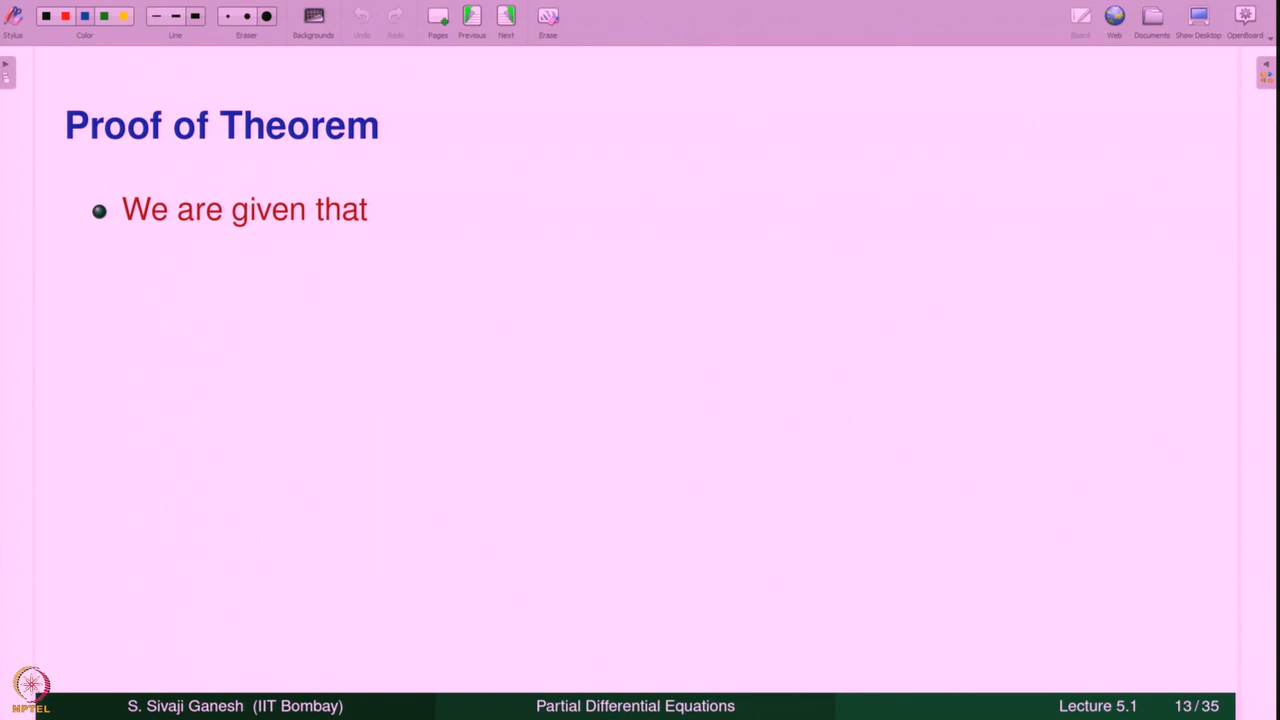 Stylus Color Line Eraser Backgrounds Undo Redo Pages Previous Next Erase Board Web Documents Show Desktop OpenBoard
Proof of Theorem
We are given that
NPTEL
S. Sivaji Ganesh (IIT Bombay) Partial Differential Equations Lecture 5.1 13/35